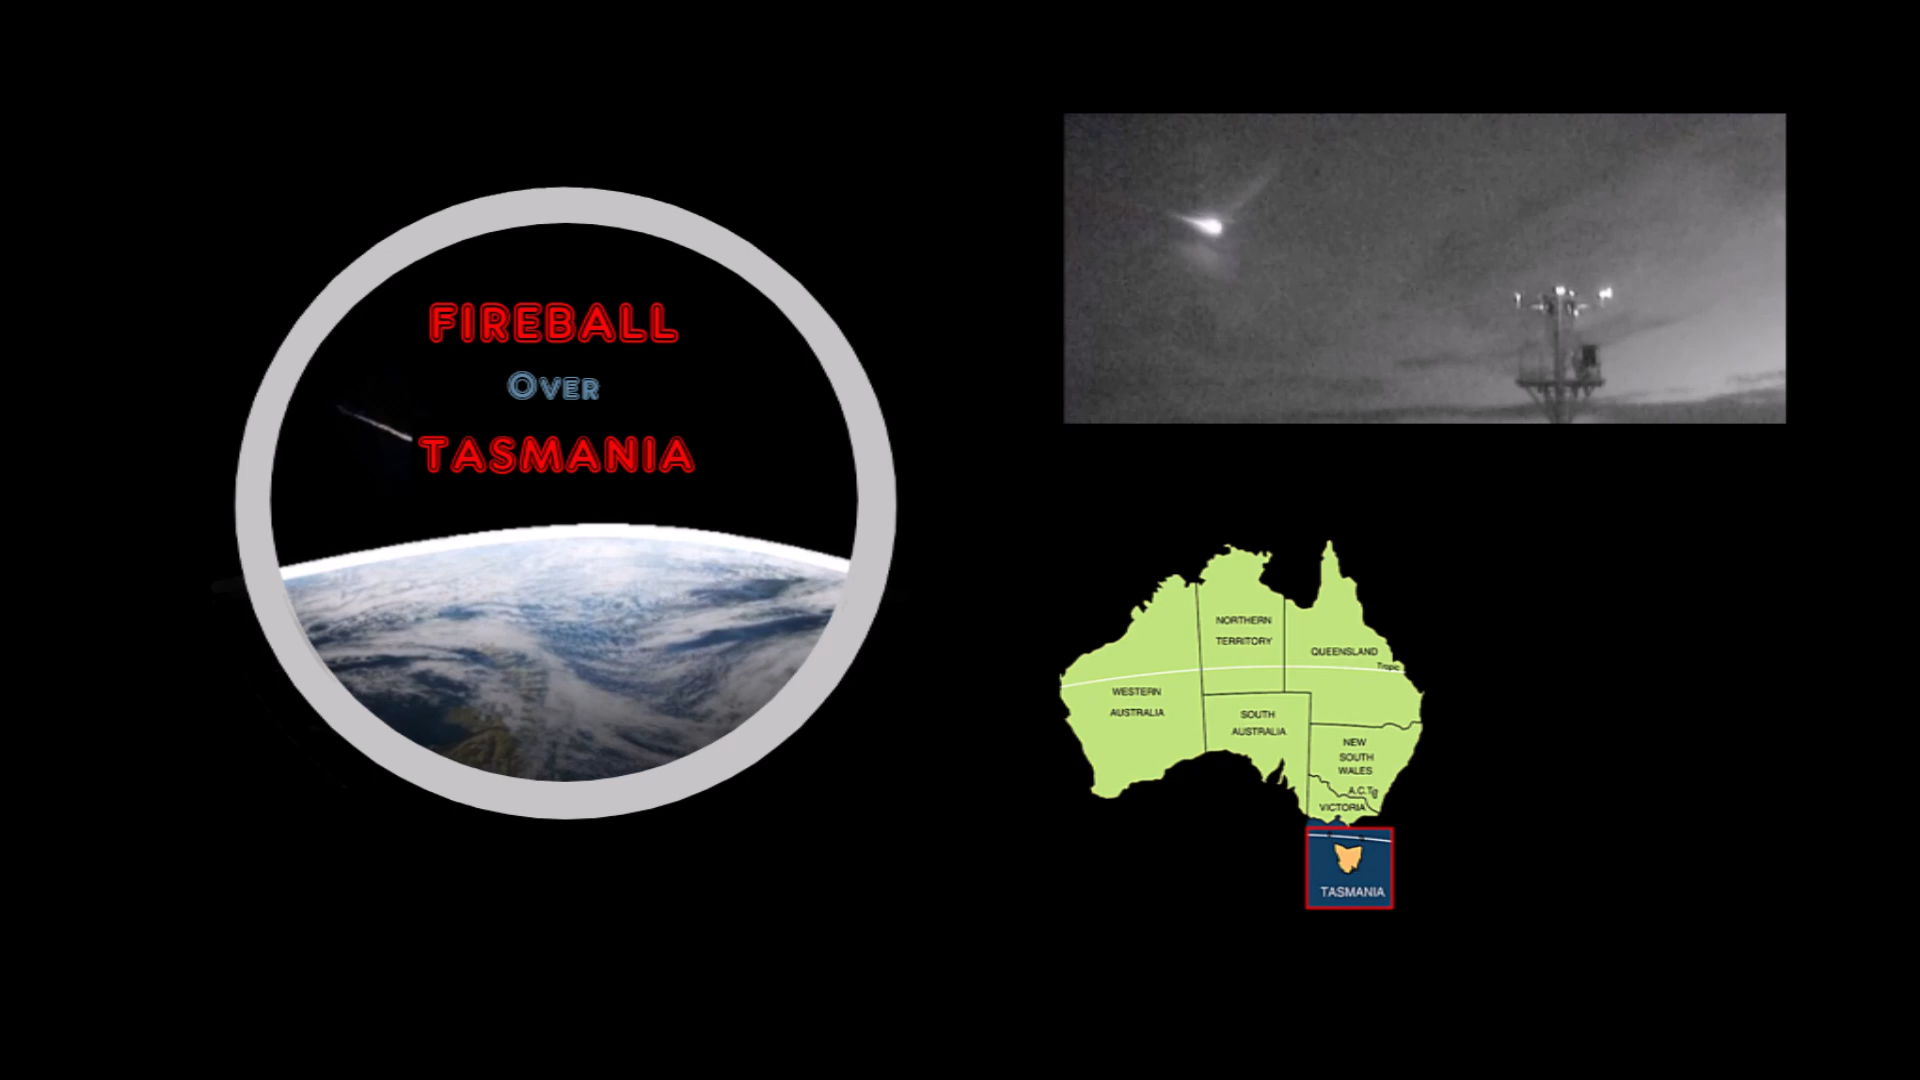 FIREBALL
OVER
TASMANIA
NORTHERN
TERRITORY
QUEENSLAND
Tropic
WESTERN
AUSTRALIA
SOUTH
AUSTRALIA
NEW
SOUTH
WALES
A.C.T
VICTORIA
TASMANIA